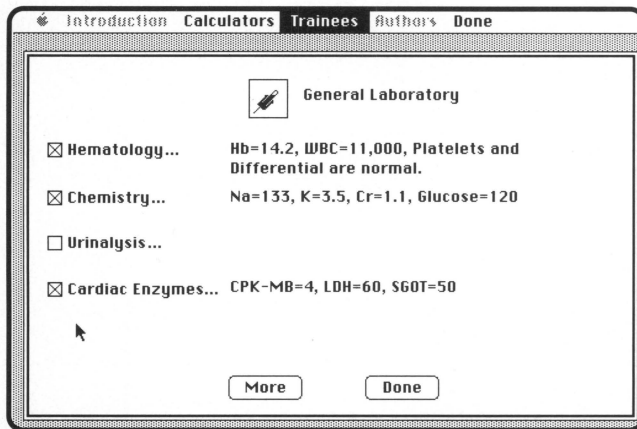 Introduction Calculators Trainees Authors Done
General Laboratory
Hematology... Hb=14.2, WBC=11,000, Platelets and
Differential are normal.
Chemistry... Na=133, K=3.5, Cr=1.1, Glucose=120
Urinalysis...
Cardiac Enzymes... CPK-MB=4, LDH=60, SGOT=50
More Done